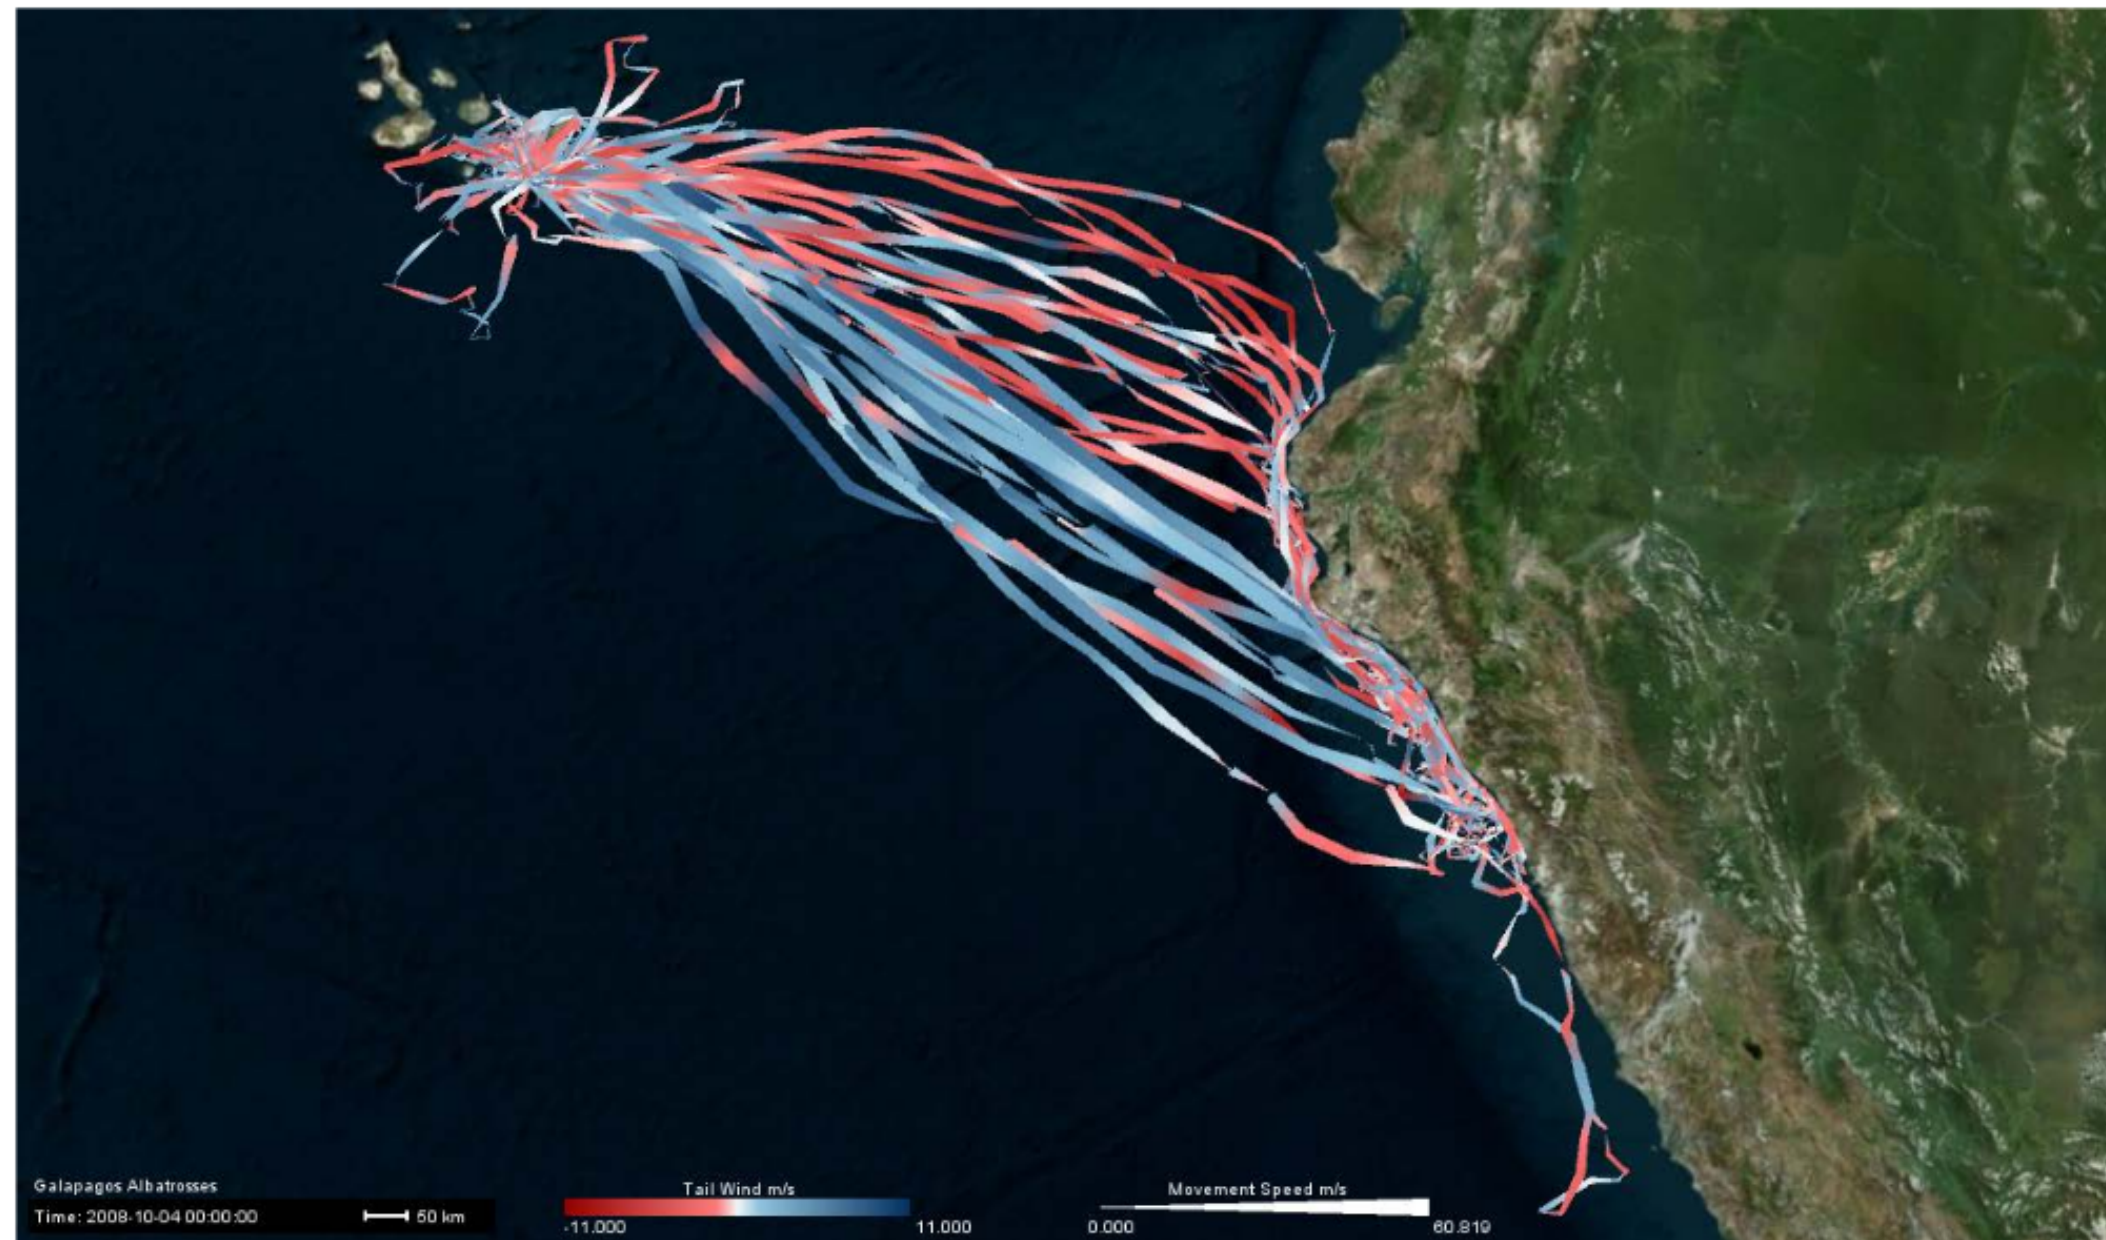 Galapagos Albatrosses
Time: 2008-10-04 00:00:00
50 km
Tail Wind m/s
-11.000
11.000
Movement Speed m/s
0.000
60.819